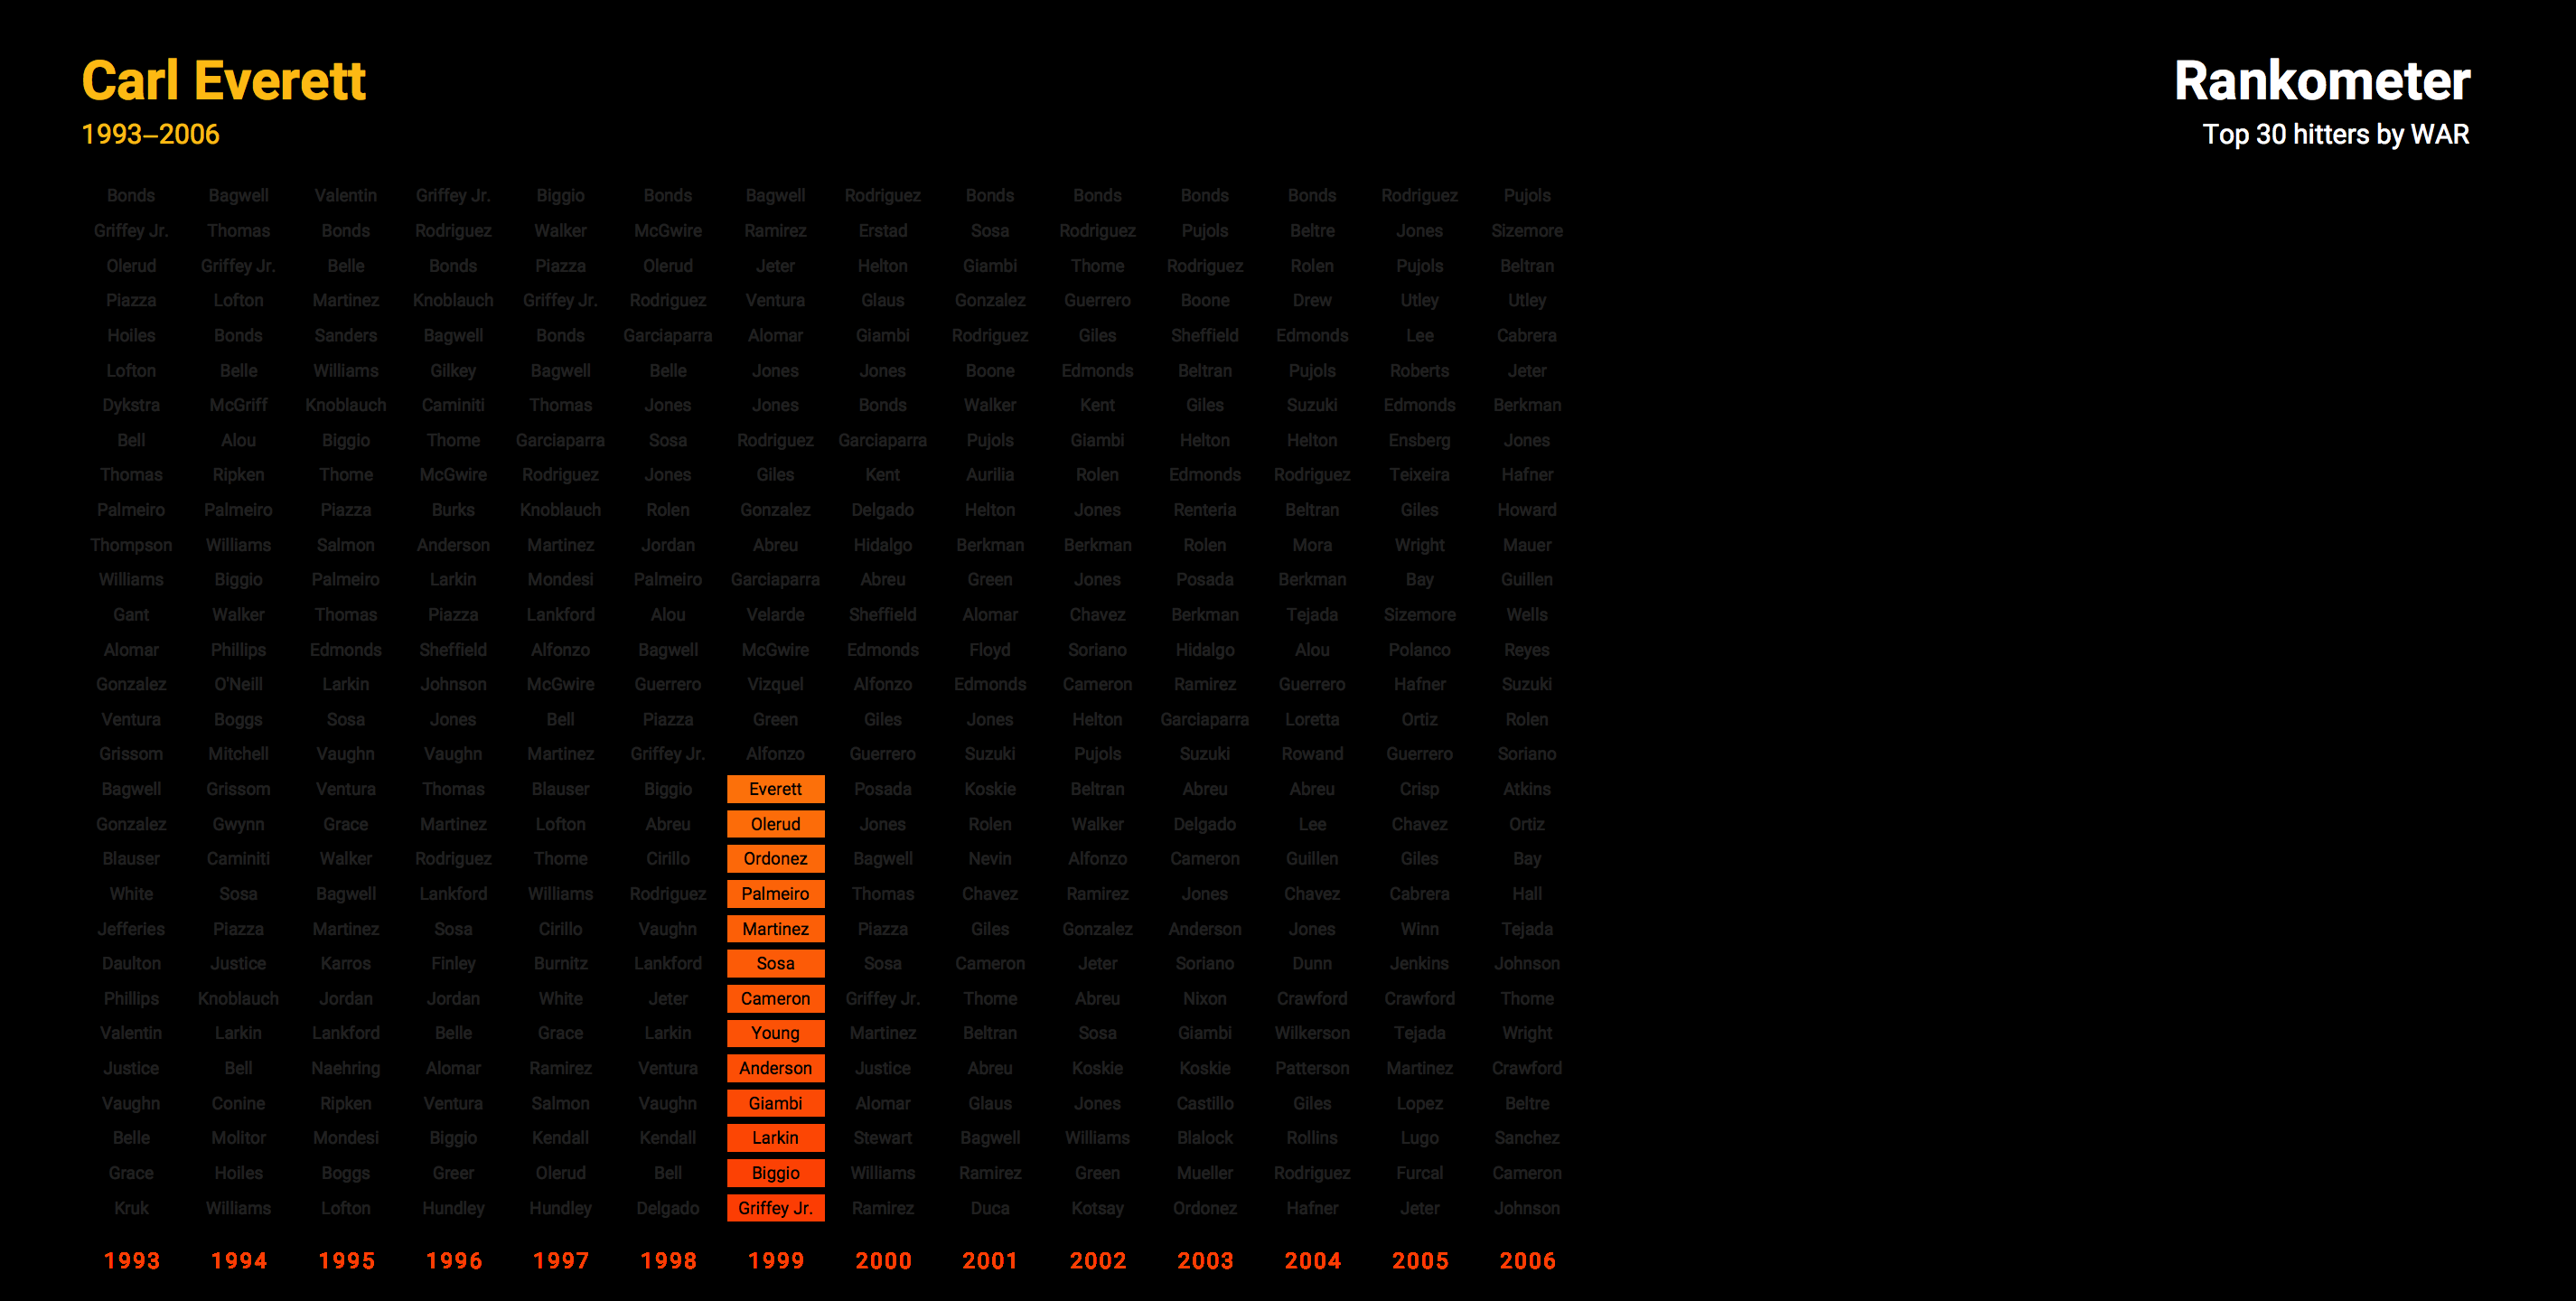 Carl Everett
1993–2006
Rankometer
Top 30 hitters by WAR
Bonds Bagwell Valentin Griffey Jr. Biggio Bonds Bagwell Rodriguez Bonds Bonds Bonds Bonds Rodriguez Pujols
Griffey Jr. Thomas Bonds Rodriguez Walker McGwire Ramirez Erstad Sosa Rodriguez Pujols Beltre Jones Sizemore
Olerud Griffey Jr. Belle Bonds Piazza Olerud Jeter Helton Giambi Thome Rodriguez Rolen Pujols Beltran
Piazza Lofton Martinez Knoblauch Griffey Jr. Rodriguez Ventura Glaus Gonzalez Guerrero Boone Drew Utley Utley
Hoiles Bonds Sanders Bagwell Bonds Garciaparra Alomar Giambi Rodriguez Giles Sheffield Edmonds Lee Cabrera
Lofton Belle Williams Gilkey Bagwell Belle Jones Jones Boone Edmonds Beltran Pujols Roberts Jeter
Dykstra McGriff Knoblauch Caminiti Thomas Jones Jones Bonds Walker Kent Giles Suzuki Edmonds Berkman
Bell Alou Biggio Thome Garciaparra Sosa Rodriguez Garciaparra Pujols Giambi Helton Helton Ensberg Jones
Thomas Ripken Thome McGwire Rodriguez Jones Giles Kent Aurilia Rolen Edmonds Rodriguez Teixeira Hafner
Palmeiro Palmeiro Piazza Burks Knoblauch Rolen Gonzalez Delgado Helton Jones Renteria Beltran Giles Howard
Thompson Williams Salmon Anderson Martinez Jordan Abreu Hidalgo Berkman Berkman Rolen Mora Wright Mauer
Williams Biggio Palmeiro Larkin Mondesi Palmeiro Garciaparra Abreu Green Jones Posada Berkman Bay Guillen
Gant Walker Thomas Piazza Lankford Alou Velarde Sheffield Alomar Chavez Berkman Tejada Sizemore Wells
Alomar Phillips Edmonds Sheffield Alfonzo Bagwell McGwire Edmonds Floyd Soriano Hidalgo Alou Polanco Reyes
Gonzalez O'Neill Larkin Johnson McGwire Guerrero Vizquel Alfonzo Edmonds Cameron Ramirez Guerrero Hafner Suzuki
Ventura Boggs Sosa Jones Bell Piazza Green Giles Jones Helton Garciaparra Loretta Ortiz Rolen
Grissom Mitchell Vaughn Vaughn Martinez Griffey Jr. Alfonzo Guerrero Suzuki Pujols Suzuki Rowand Guerrero Soriano
Bagwell Grissom Ventura Thomas Blauser Biggio Everett Posada Koskie Beltran Abreu Abreu Crisp Atkins
Gonzalez Gwynn Grace Martinez Lofton Abreu Olerud Jones Rolen Walker Delgado Lee Chavez Ortiz
Blauser Caminiti Walker Rodriguez Thome Cirillo Ordonez Bagwell Nevin Alfonzo Cameron Guillen Giles Bay
White Sosa Bagwell Lankford Williams Rodriguez Palmeiro Thomas Chavez Ramirez Jones Chavez Cabrera Hall
Jefferies Piazza Martinez Sosa Cirillo Vaughn Martinez Piazza Giles Gonzalez Anderson Jones Winn Tejada
Daulton Justice Karros Finley Burnitz Lankford Sosa Sosa Cameron Jeter Soriano Dunn Jenkins Johnson
Phillips Knoblauch Jordan Jordan White Jeter Cameron Griffey Jr. Thome Abreu Nixon Crawford Crawford Thome
Valentin Larkin Lankford Belle Grace Larkin Young Martinez Beltran Sosa Giambi Wilkerson Tejada Wright
Justice Bell Naehring Alomar Ramirez Ventura Anderson Justice Abreu Koskie Koskie Patterson Martinez Crawford
Vaughn Conine Ripken Ventura Salmon Vaughn Giambi Alomar Glaus Jones Castillo Giles Lopez Beltre
Belle Molitor Mondesi Biggio Kendall Kendall Larkin Stewart Bagwell Williams Blalock Rollins Lugo Sanchez
Grace Hoiles Boggs Greer Olerud Bell Biggio Williams Ramirez Green Mueller Rodriguez Furcal Cameron
Kruk Williams Lofton Hundley Hundley Delgado Griffey Jr. Ramirez Duca Kotsay Ordonez Hafner Jeter Johnson
1993 1994 1995 1996 1997 1998 1999 2000 2001 2002 2003 2004 2005 2006